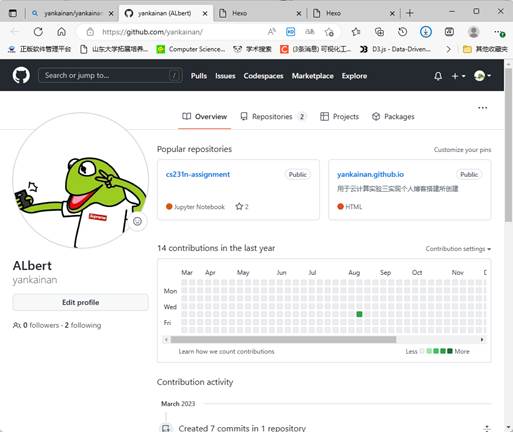 yankainan/yankainan
yankainan (ALbert)
Hexo
Hexo
https://github.com/yankainan/
正版软件管理平台
山东大学拓展培养...
Computer Science...
学术搜索
(3条消息) 可视化工...
D3.js - Data-Driven...
其他收藏夹
Search or jump to...
/
Pulls
Issues
Codespaces
Marketplace
Explore
Overview
Repositories 2
Projects
Packages
Popular repositories
Customize your pins
cs231n-assignment
Public
Jupyter Notebook
2
yankainan.github.io
Public
用于云计算实验三实现个人博客搭建所创建
HTML
Supreme
ALbert
yankainan
Edit profile
0 followers · 2 following
14 contributions in the last year
Contribution settings
Mar Apr May Jun Jul Aug Sep Oct Nov D
Mon
Wed
Fri
Learn how we count contributions
Less
More
Contribution activity
March 2023
Created 7 commits in 1 repository